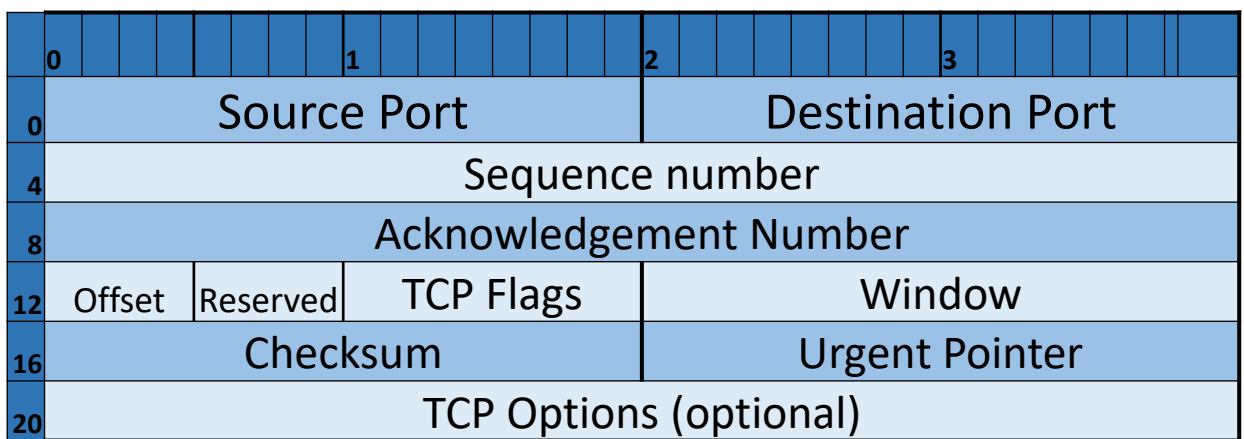 0 1 2 3
0 Source Port Destination Port
4 Sequence number
8 Acknowledgement Number
12 Offset Reserved TCP Flags Window
16 Checksum Urgent Pointer
20 TCP Options (optional)